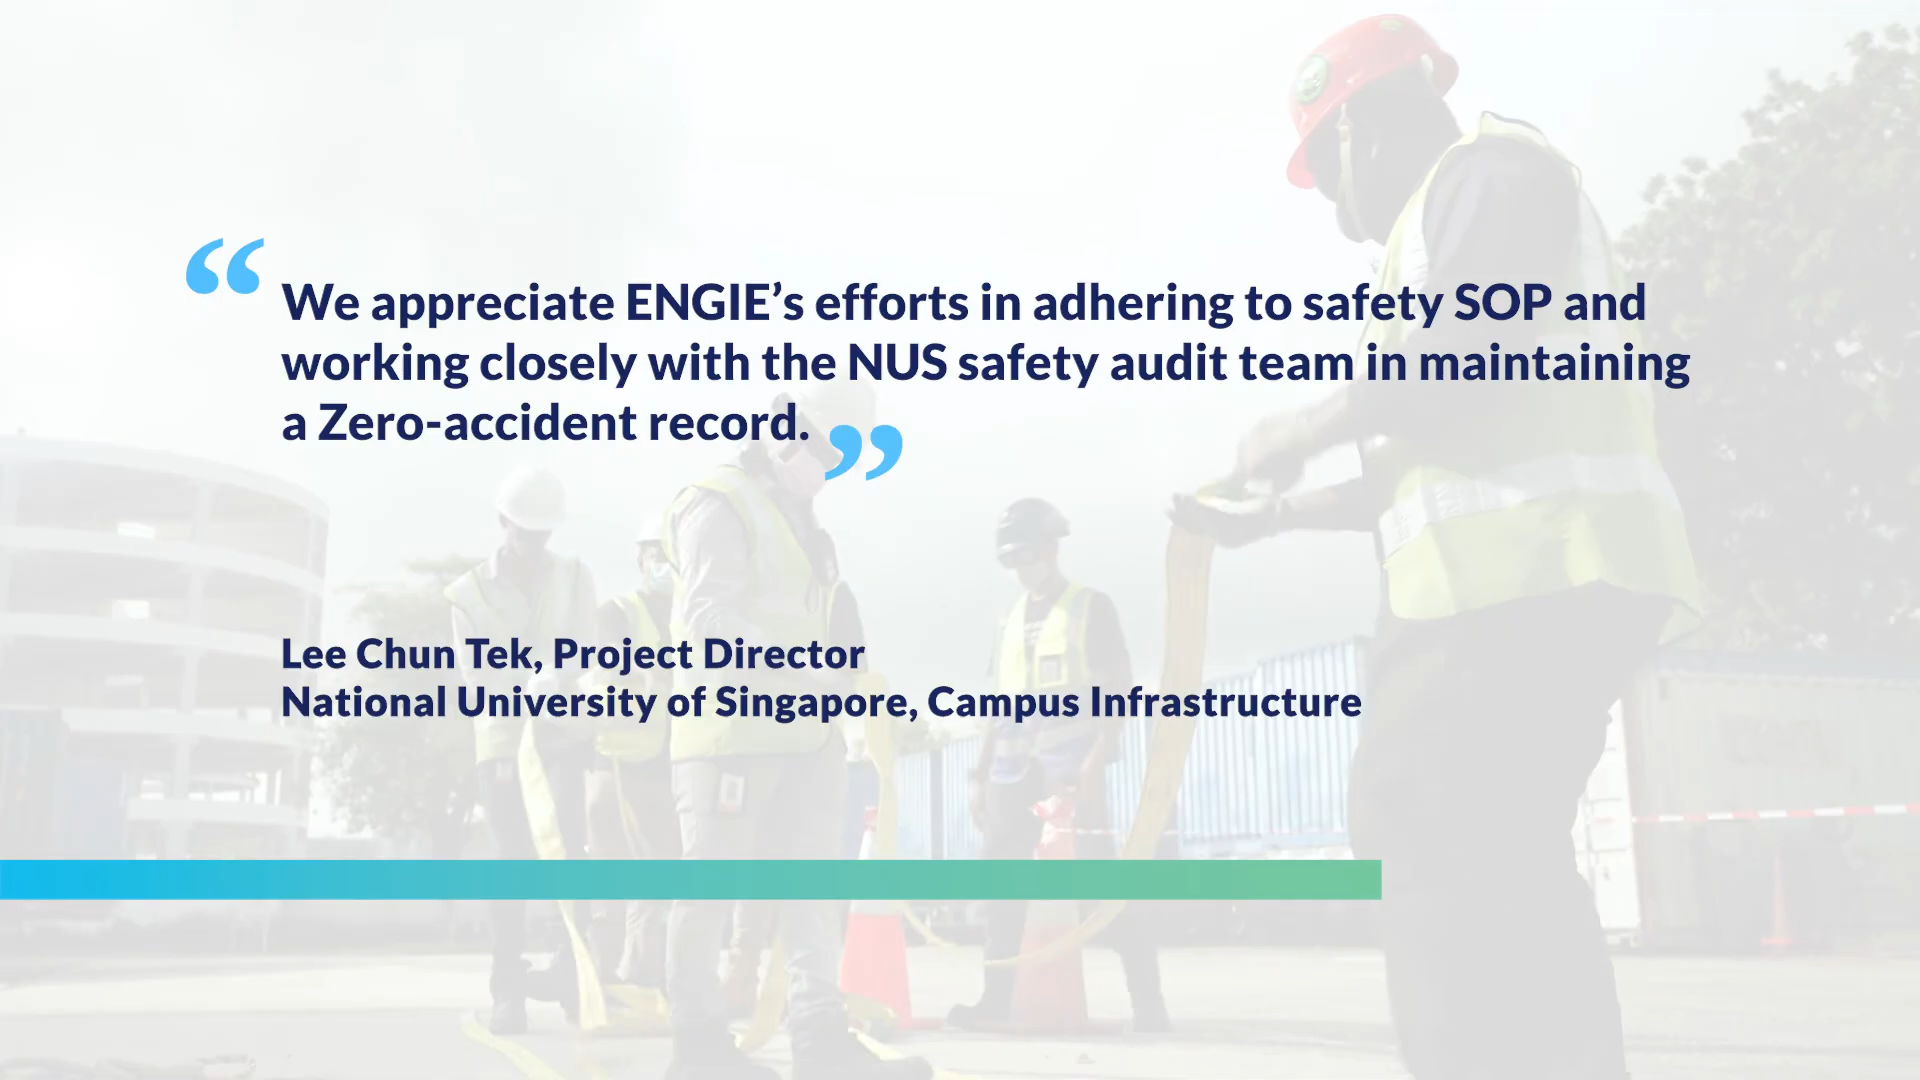 “We appreciate ENGIE’s efforts in adhering to safety SOP and
working closely with the NUS safety audit team in maintaining
a Zero-accident record.”
Lee Chun Tek, Project Director
National University of Singapore, Campus Infrastructure